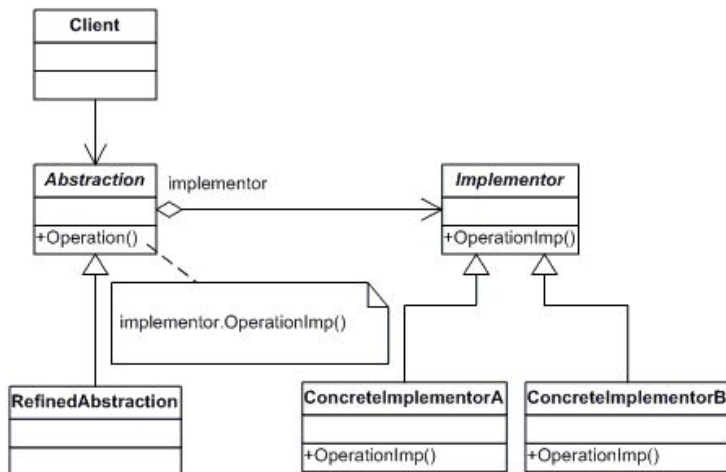 Client
Abstraction
implementor
Implementor
+Operation()
+OperationImp()
implementor.OperationImp()
RefinedAbstraction
ConcreteImplementorA
ConcreteImplementorB
+OperationImp()
+OperationImp()